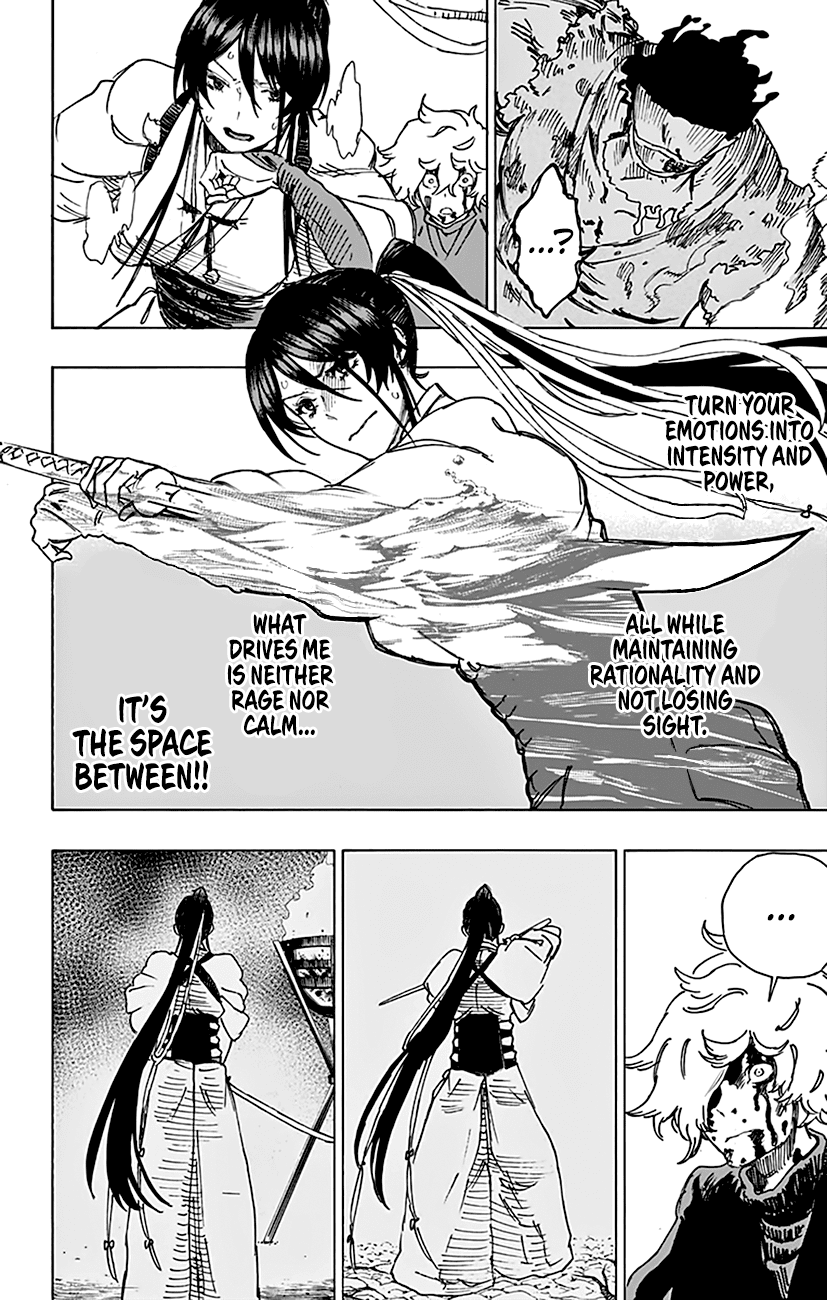 ...?
TURN YOUR
EMOTIONS INTO
INTENSITY AND
POWER,
ALL WHILE
MAINTAINING
RATIONALITY AND
NOT LOSING
SIGHT.
WHAT
DRIVES ME
IS NEITHER
RAGE NOR
CALM...
IT'S
THE SPACE
BETWEEN!!
...